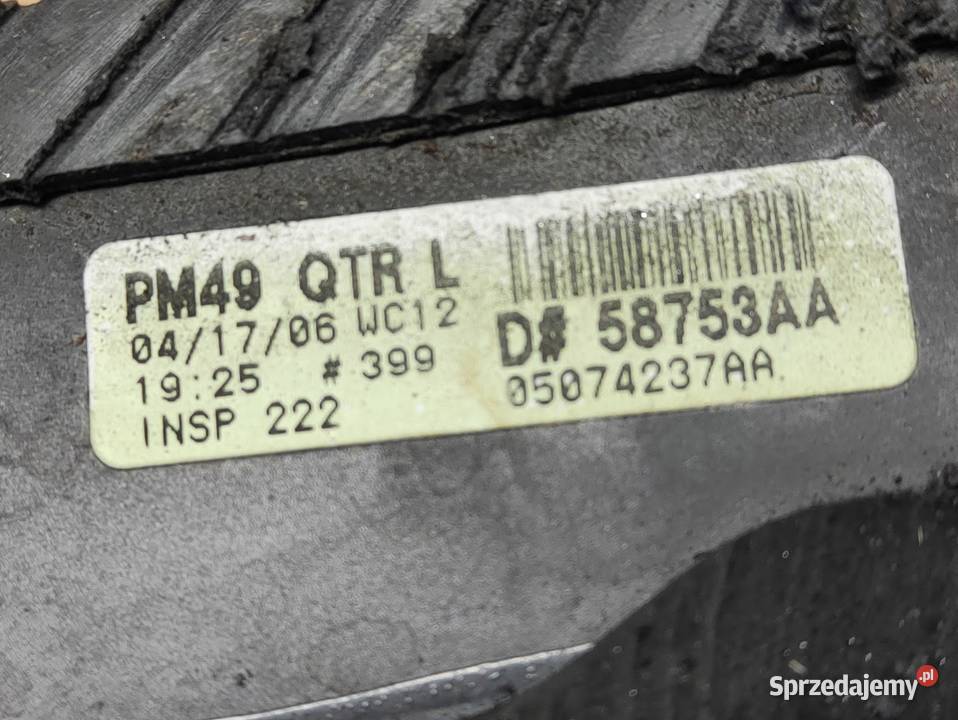 PM49 QTR L
04/17/06 WC12
19:25 #399
INSP 222
D# 58753AA
05074237AA
Sprzedajemy.pl